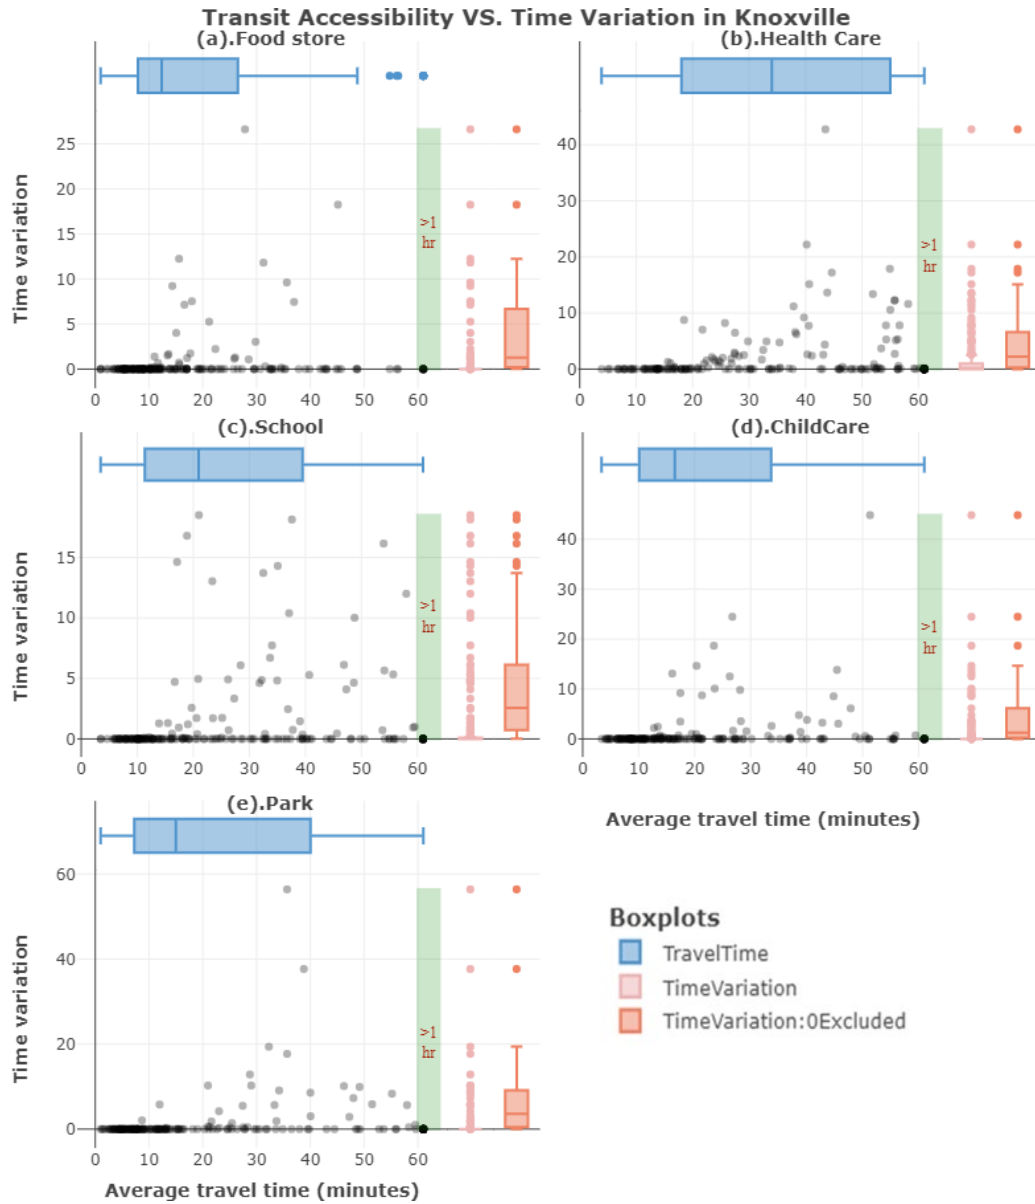 Transit Accessibility VS. Time Variation in Knoxville
(a).Food store
(b).Health Care
Time variation
25
20
15
10
5
0
>1
hr
0 10 20 30 40 50 60
40
30
20
10
0
>1
hr
0 10 20 30 40 50 60
(c).School
(d).ChildCare
Time variation
15
10
5
0
>1
hr
0 10 20 30 40 50 60
40
30
20
10
0
>1
hr
0 10 20 30 40 50 60
(e).Park
Time variation
60
40
20
0
>1
hr
0 10 20 30 40 50 60
Average travel time (minutes)
Average travel time (minutes)
Boxplots
TravelTime
TimeVariation
TimeVariation:0Excluded